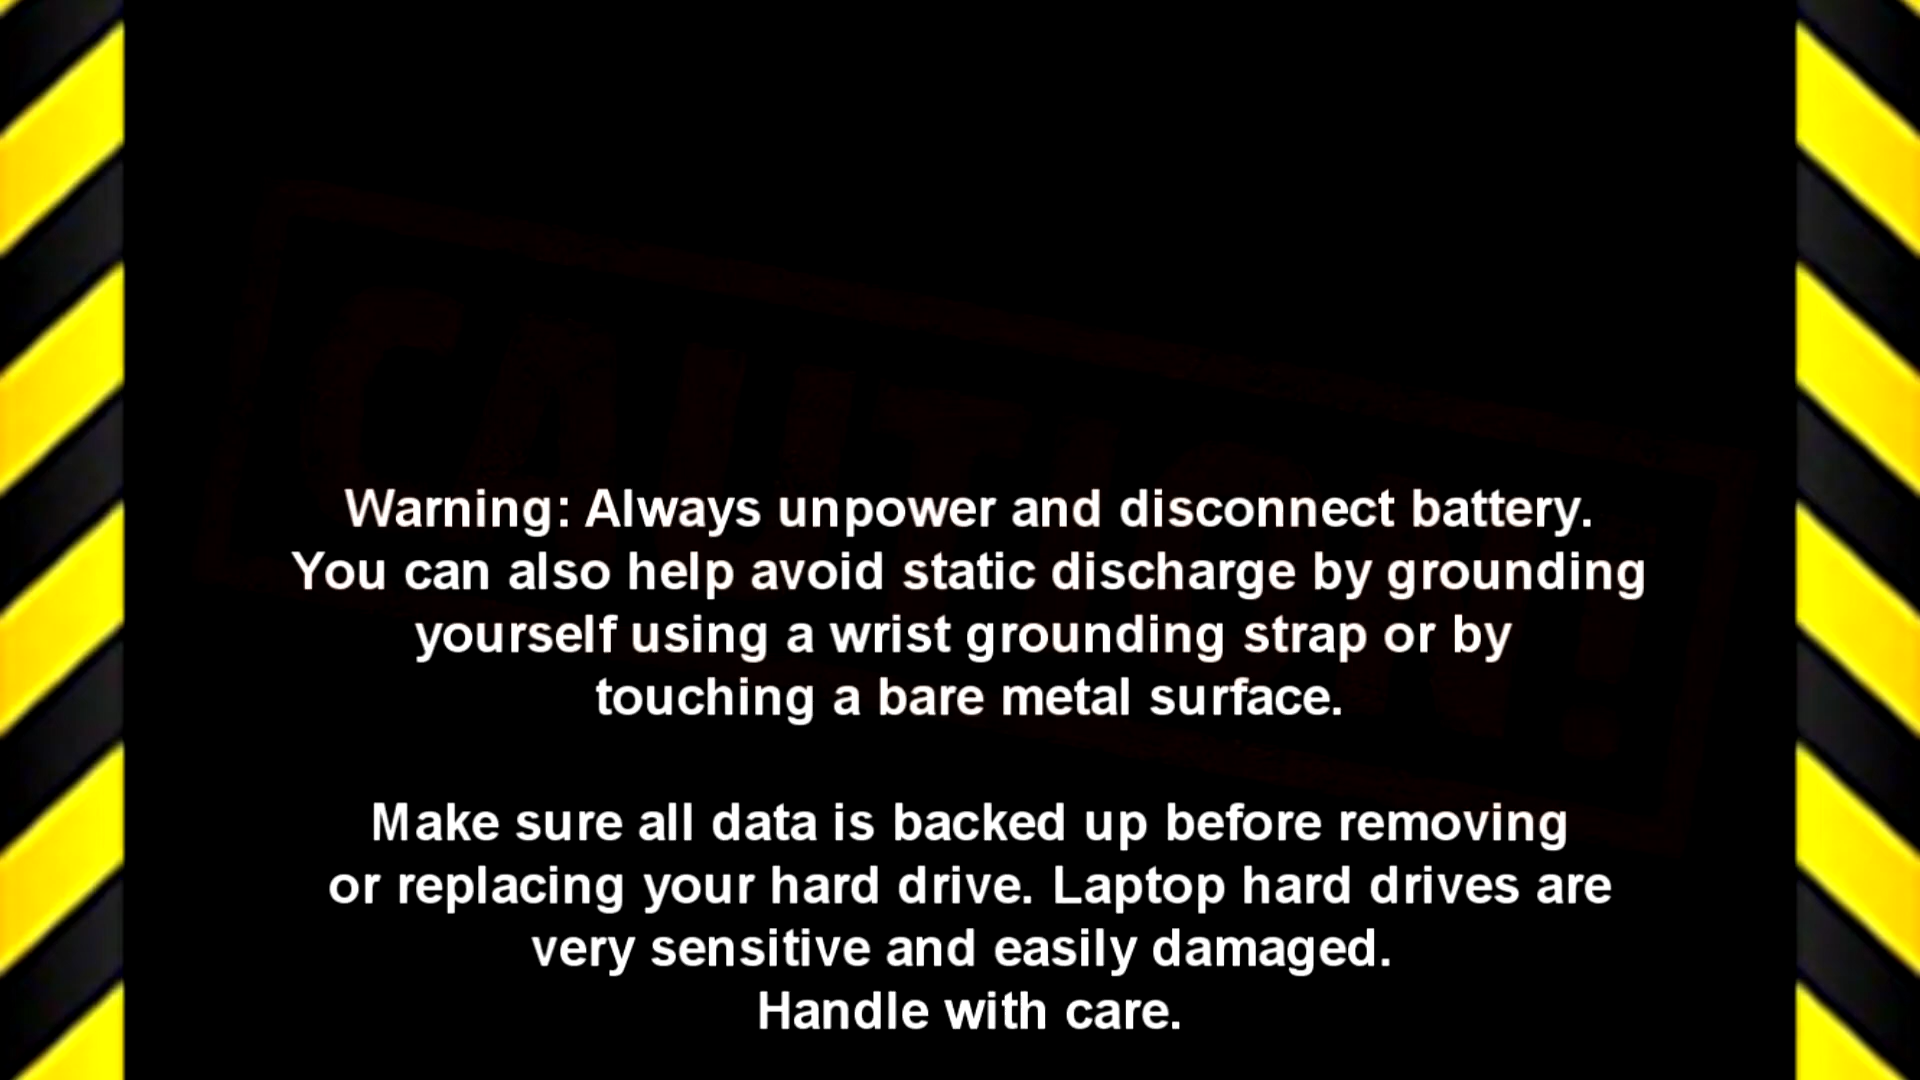 CAUTION!
Warning: Always unpower and disconnect battery.
You can also help avoid static discharge by grounding
yourself using a wrist grounding strap or by
touching a bare metal surface.
Make sure all data is backed up before removing
or replacing your hard drive. Laptop hard drives are
very sensitive and easily damaged.
Handle with care.